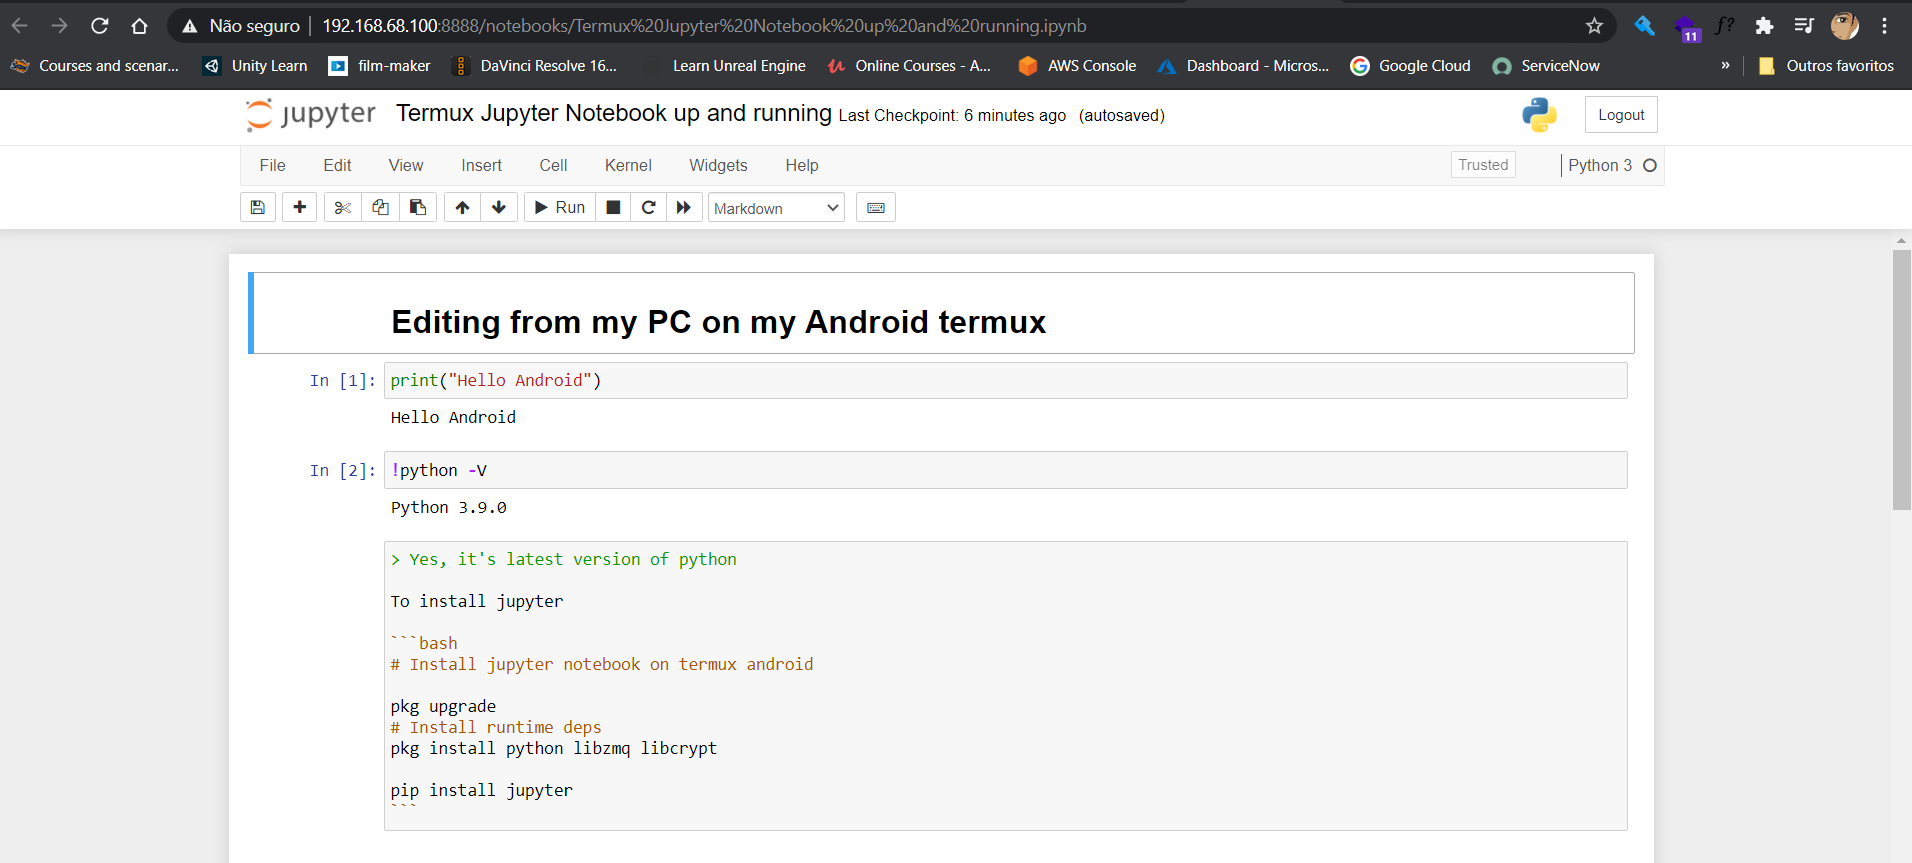 Não seguro | 192.168.68.100:8888/notebooks/Termux%20Jupyter%20Notebook%20up%20and%20running.ipynb
f?
11
Courses and scenar... Unity Learn film-maker DaVinci Resolve 16... Learn Unreal Engine Online Courses - A... AWS Console Dashboard - Micros... Google Cloud ServiceNow » Outros favoritos
jupyter Termux Jupyter Notebook up and running Last Checkpoint: 6 minutes ago (autosaved) Logout
File Edit View Insert Cell Kernel Widgets Help Trusted Python 3
Run Markdown
Editing from my PC on my Android termux
In [1]: print("Hello Android")
Hello Android
In [2]: !python -V
Python 3.9.0
> Yes, it's latest version of python
To install jupyter
```bash
# Install jupyter notebook on termux android
pkg upgrade
# Install runtime deps
pkg install python libzmq libcrypt
pip install jupyter
```